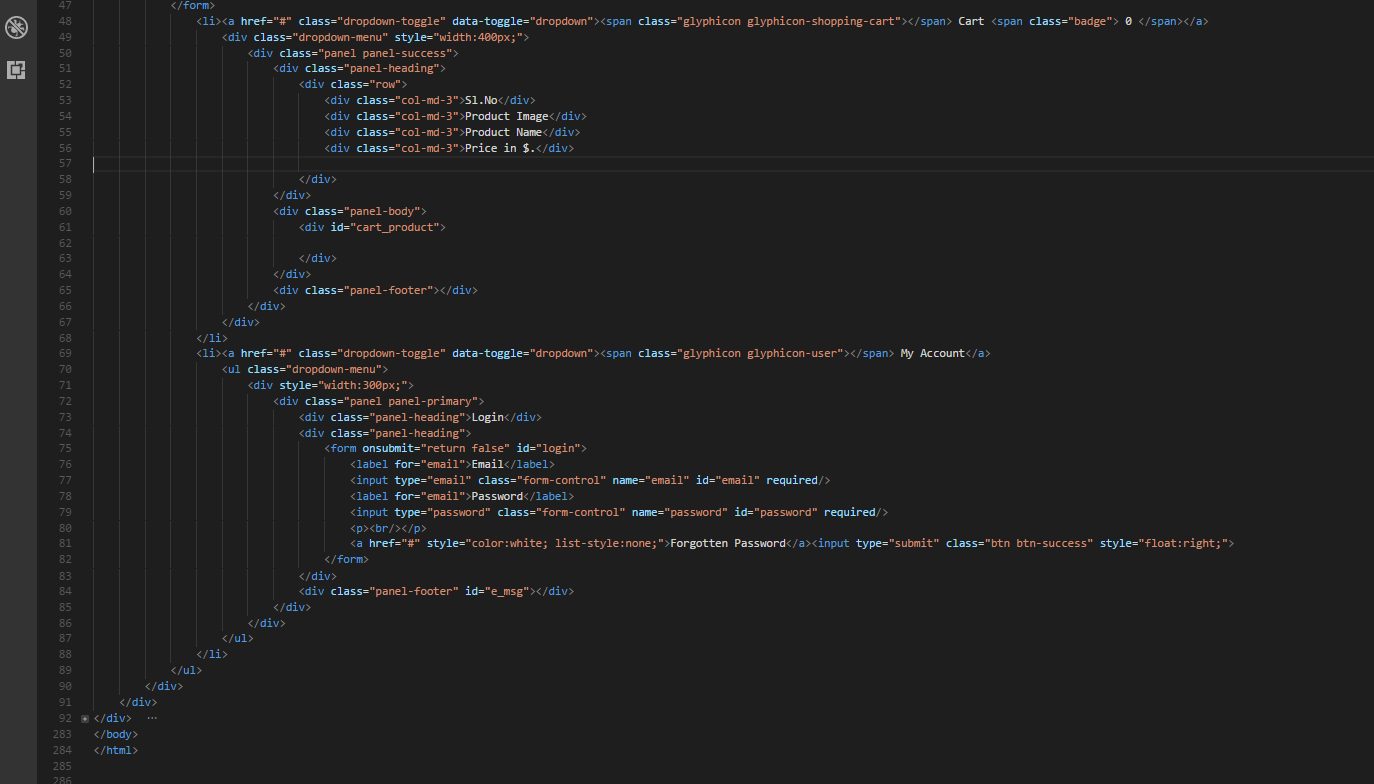 47 </form>
48 <li><a href="#" class="dropdown-toggle" data-toggle="dropdown"><span class="glyphicon glyphicon-shopping-cart"></span> Cart <span class="badge"> 0 </span></a>
49 <div class="dropdown-menu" style="width:400px;">
50 <div class="panel panel-success">
51 <div class="panel-heading">
52 <div class="row">
53 <div class="col-md-3">Sl.No</div>
54 <div class="col-md-3">Product Image</div>
55 <div class="col-md-3">Product Name</div>
56 <div class="col-md-3">Price in $.</div>
57
58 </div>
59 </div>
60 <div class="panel-body">
61 <div id="cart_product">
62
63 </div>
64 </div>
65 <div class="panel-footer"></div>
66 </div>
67 </div>
68 </li>
69 <li><a href="#" class="dropdown-toggle" data-toggle="dropdown"><span class="glyphicon glyphicon-user"></span> My Account</a>
70 <ul class="dropdown-menu">
71 <div style="width:300px;">
72 <div class="panel panel-primary">
73 <div class="panel-heading">Login</div>
74 <div class="panel-heading">
75 <form onsubmit="return false" id="login">
76 <label for="email">Email</label>
77 <input type="email" class="form-control" name="email" id="email" required/>
78 <label for="email">Password</label>
79 <input type="password" class="form-control" name="password" id="password" required/>
80 <p><br/></p>
81 <a href="#" style="color:white; list-style:none;">Forgotten Password</a><input type="submit" class="btn btn-success" style="float:right;">
82 </form>
83 </div>
84 <div class="panel-footer" id="e_msg"></div>
85 </div>
86 </div>
87 </ul>
88 </li>
89 </ul>
90 </div>
91 </div>
92 </div> ...
283 </body>
284 </html>
285
286